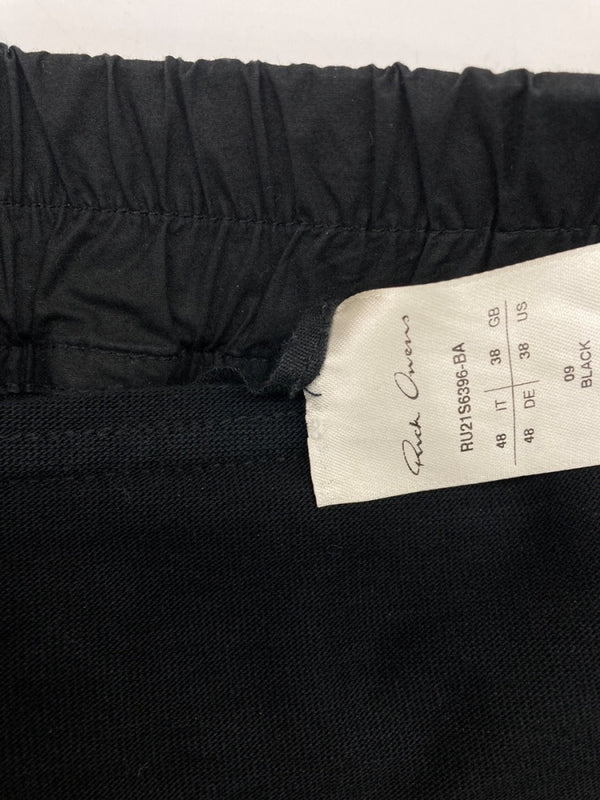 Rick Owens
RU21S6396-BA
48 IT 38 GB
48 DE 38 US
09
BLACK